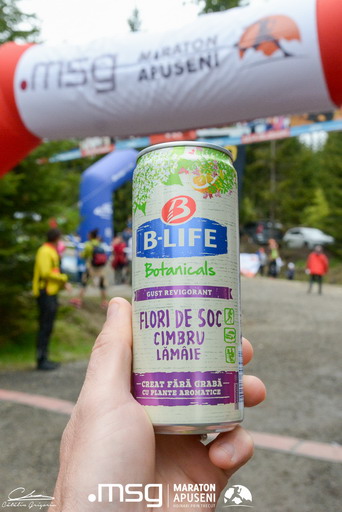 .msg MARATON
APUSENI
B
B-LIFE
Botanicals
GUST REVIGORANT
FLORI DE SOC
CIMBRU
LĂMÂIE
CREAT FĂRĂ GRABĂ
CU PLANTE AROMATICE
.msg MARATON
APUSENI